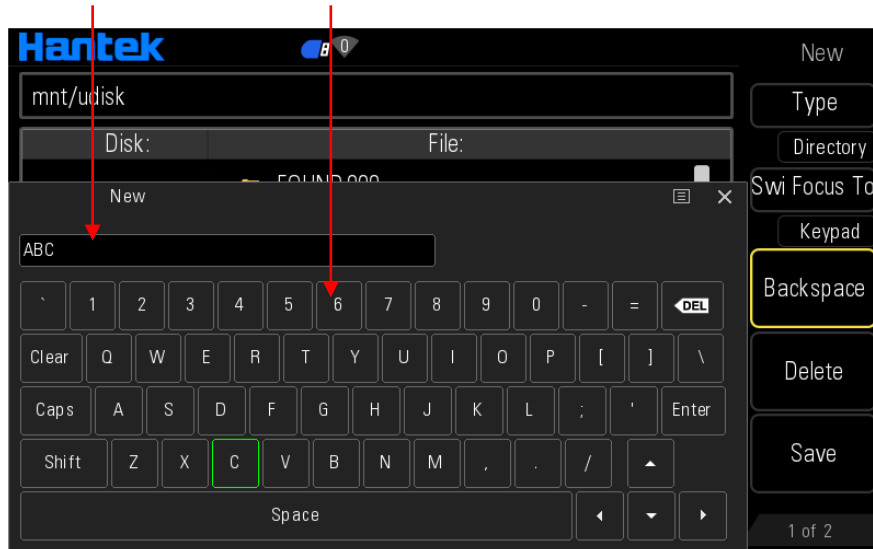 Hantek B 0 New
mnt/udisk
Type
Disk: File:
Directory
Swi Focus To
New
Keypad
ABC
Backspace
` 1 2 3 4 5 6 7 8 9 0 - = DEL
Clear Q W E R T Y U I O P [ ] \
Delete
Caps A S D F G H J K L ; ' Enter
Shift Z X C V B N M , . /
Save
Space
1 of 2